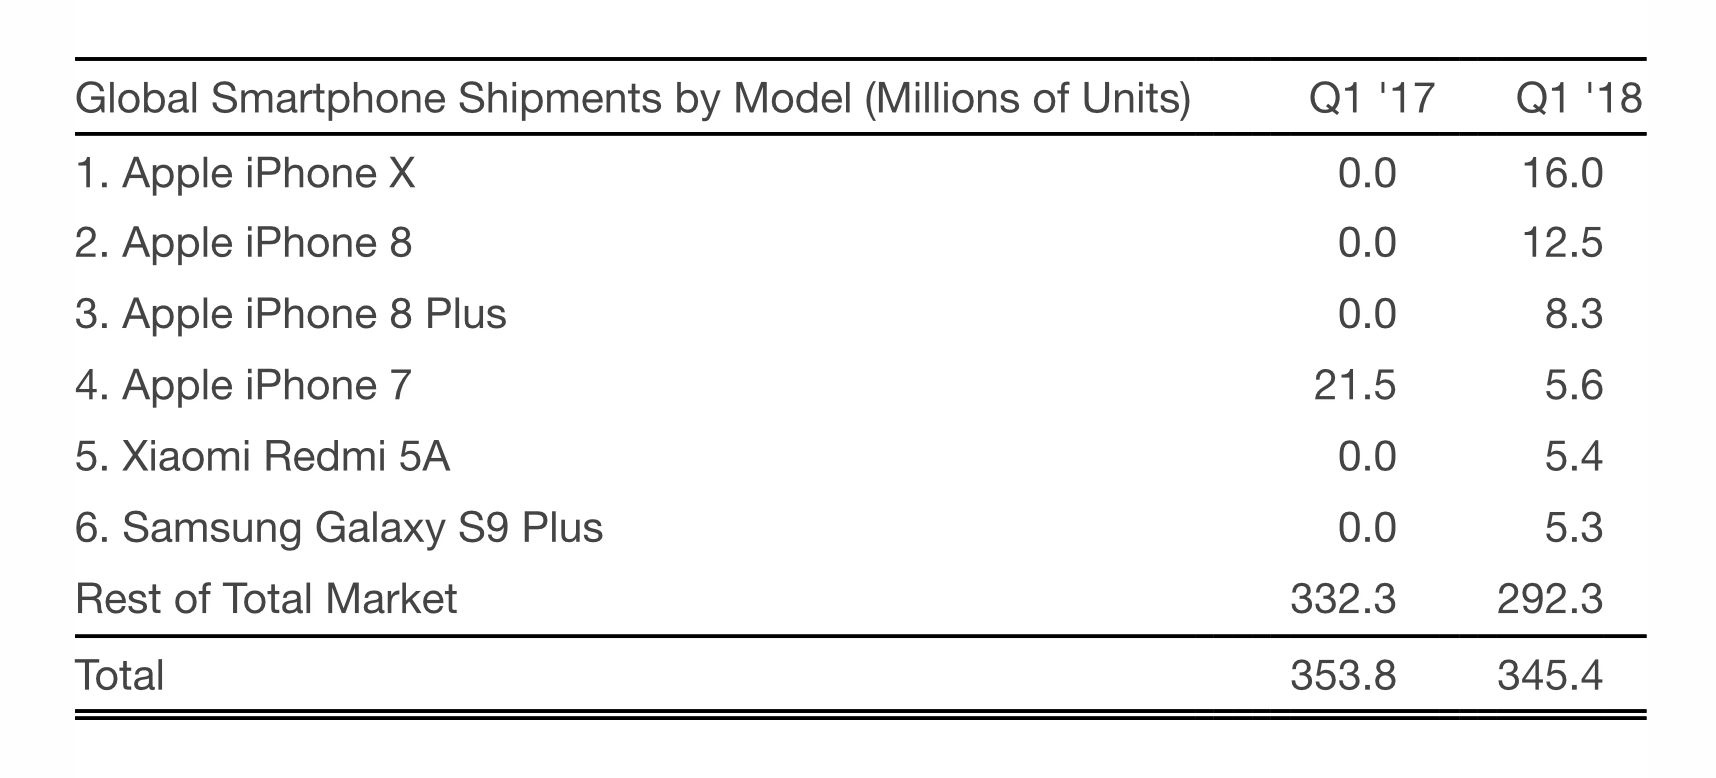 Global Smartphone Shipments by Model (Millions of Units) Q1 '17 Q1 '18
1. Apple iPhone X 0.0 16.0
2. Apple iPhone 8 0.0 12.5
3. Apple iPhone 8 Plus 0.0 8.3
4. Apple iPhone 7 21.5 5.6
5. Xiaomi Redmi 5A 0.0 5.4
6. Samsung Galaxy S9 Plus 0.0 5.3
Rest of Total Market 332.3 292.3
Total 353.8 345.4